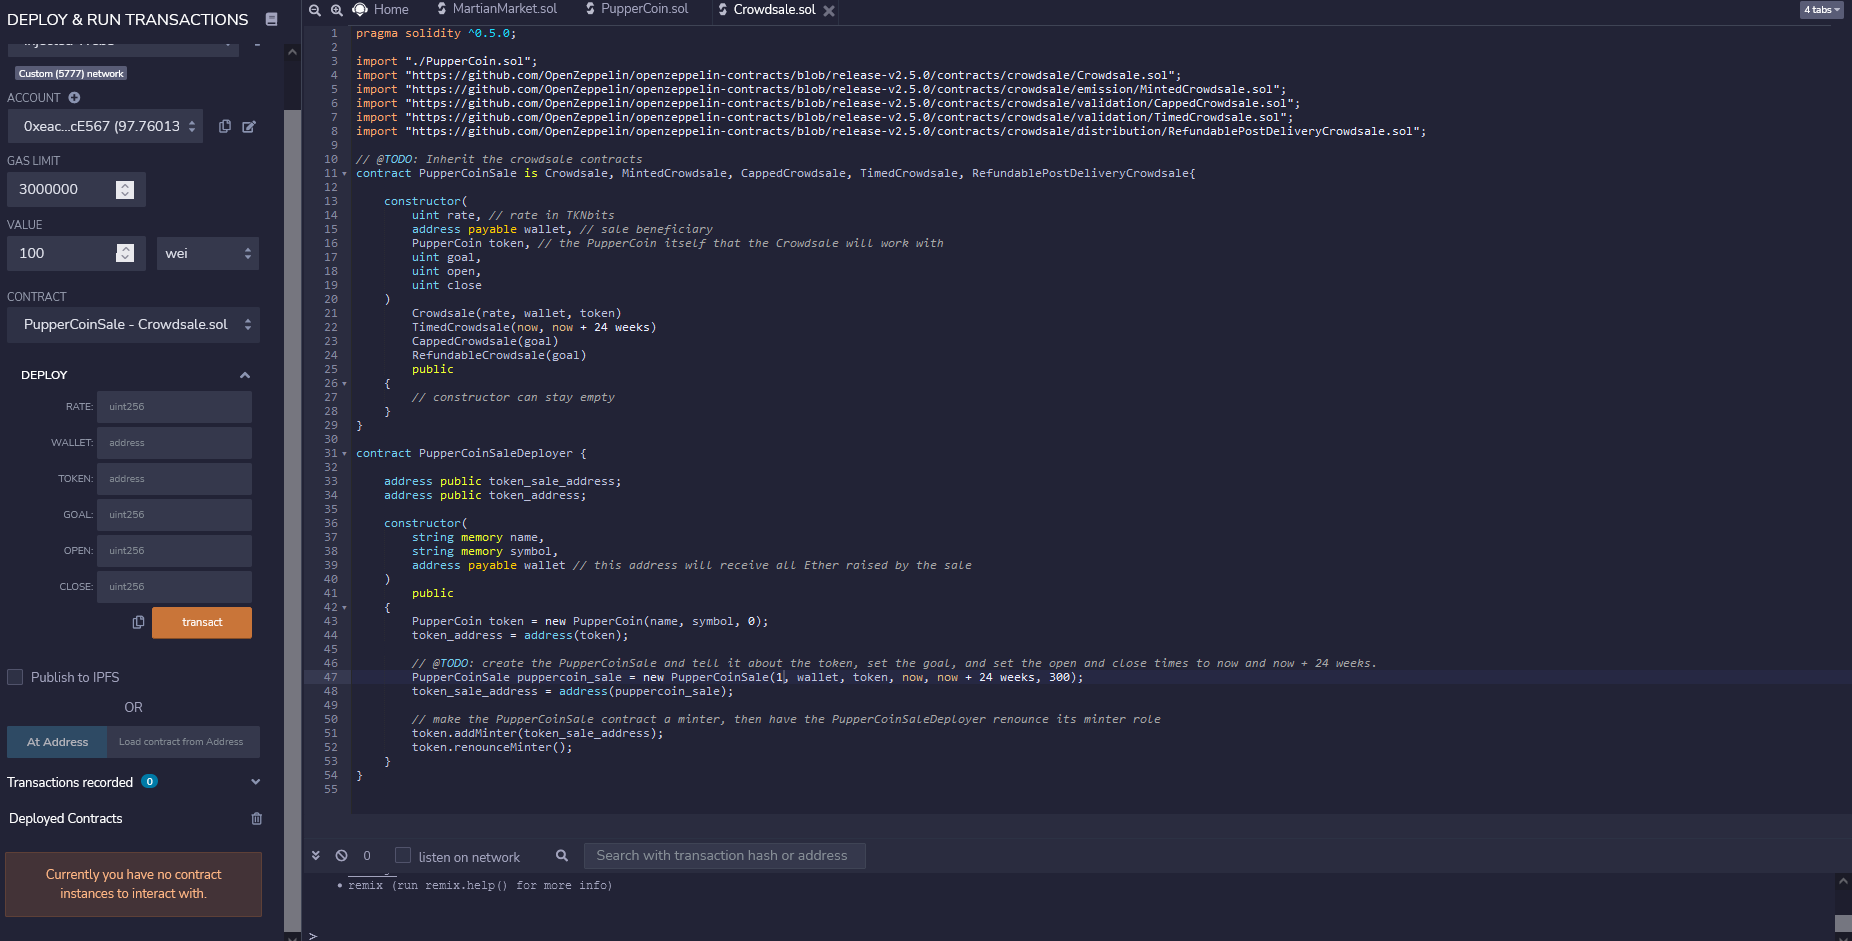 DEPLOY & RUN TRANSACTIONS
Custom (5777) network
ACCOUNT
0xeac...cE567 (97.76013
GAS LIMIT
3000000
VALUE
100
wei
CONTRACT
PupperCoinSale - Crowdsale.sol
DEPLOY
RATE: uint256
WALLET: address
TOKEN: address
GOAL: uint256
OPEN: uint256
CLOSE: uint256
transact
Publish to IPFS
OR
At Address Load contract from Address
Transactions recorded 0
Deployed Contracts
Currently you have no contract
instances to interact with.
Home MartianMarket.sol PupperCoin.sol Crowdsale.sol
4 tabs
1 pragma solidity ^0.5.0;
2
3 import "./PupperCoin.sol";
4 import "https://github.com/OpenZeppelin/openzeppelin-contracts/blob/release-v2.5.0/contracts/crowdsale/Crowdsale.sol";
5 import "https://github.com/OpenZeppelin/openzeppelin-contracts/blob/release-v2.5.0/contracts/crowdsale/emission/MintedCrowdsale.sol";
6 import "https://github.com/OpenZeppelin/openzeppelin-contracts/blob/release-v2.5.0/contracts/crowdsale/validation/CappedCrowdsale.sol";
7 import "https://github.com/OpenZeppelin/openzeppelin-contracts/blob/release-v2.5.0/contracts/crowdsale/validation/TimedCrowdsale.sol";
8 import "https://github.com/OpenZeppelin/openzeppelin-contracts/blob/release-v2.5.0/contracts/crowdsale/distribution/RefundablePostDeliveryCrowdsale.sol";
9
10 // @TODO: Inherit the crowdsale contracts
11 contract PupperCoinSale is Crowdsale, MintedCrowdsale, CappedCrowdsale, TimedCrowdsale, RefundablePostDeliveryCrowdsale{
12
13 constructor(
14 uint rate, // rate in TKNbits
15 address payable wallet, // sale beneficiary
16 PupperCoin token, // the PupperCoin itself that the Crowdsale will work with
17 uint goal,
18 uint open,
19 uint close
20 )
21 Crowdsale(rate, wallet, token)
22 TimedCrowdsale(now, now + 24 weeks)
23 CappedCrowdsale(goal)
24 RefundableCrowdsale(goal)
25 public
26 {
27 // constructor can stay empty
28 }
29 }
30
31 contract PupperCoinSaleDeployer {
32
33 address public token_sale_address;
34 address public token_address;
35
36 constructor(
37 string memory name,
38 string memory symbol,
39 address payable wallet // this address will receive all Ether raised by the sale
40 )
41 public
42 {
43 PupperCoin token = new PupperCoin(name, symbol, 0);
44 token_address = address(token);
45
46 // @TODO: create the PupperCoinSale and tell it about the token, set the goal, and set the open and close times to now and now + 24 weeks.
47 PupperCoinSale puppercoin_sale = new PupperCoinSale(1, wallet, token, now, now + 24 weeks, 300);
48 token_sale_address = address(puppercoin_sale);
49
50 // make the PupperCoinSale contract a minter, then have the PupperCoinSaleDeployer renounce its minter role
51 token.addMinter(token_sale_address);
52 token.renounceMinter();
53 }
54 }
55
0 listen on network Search with transaction hash or address
• remix (run remix.help() for more info)
>